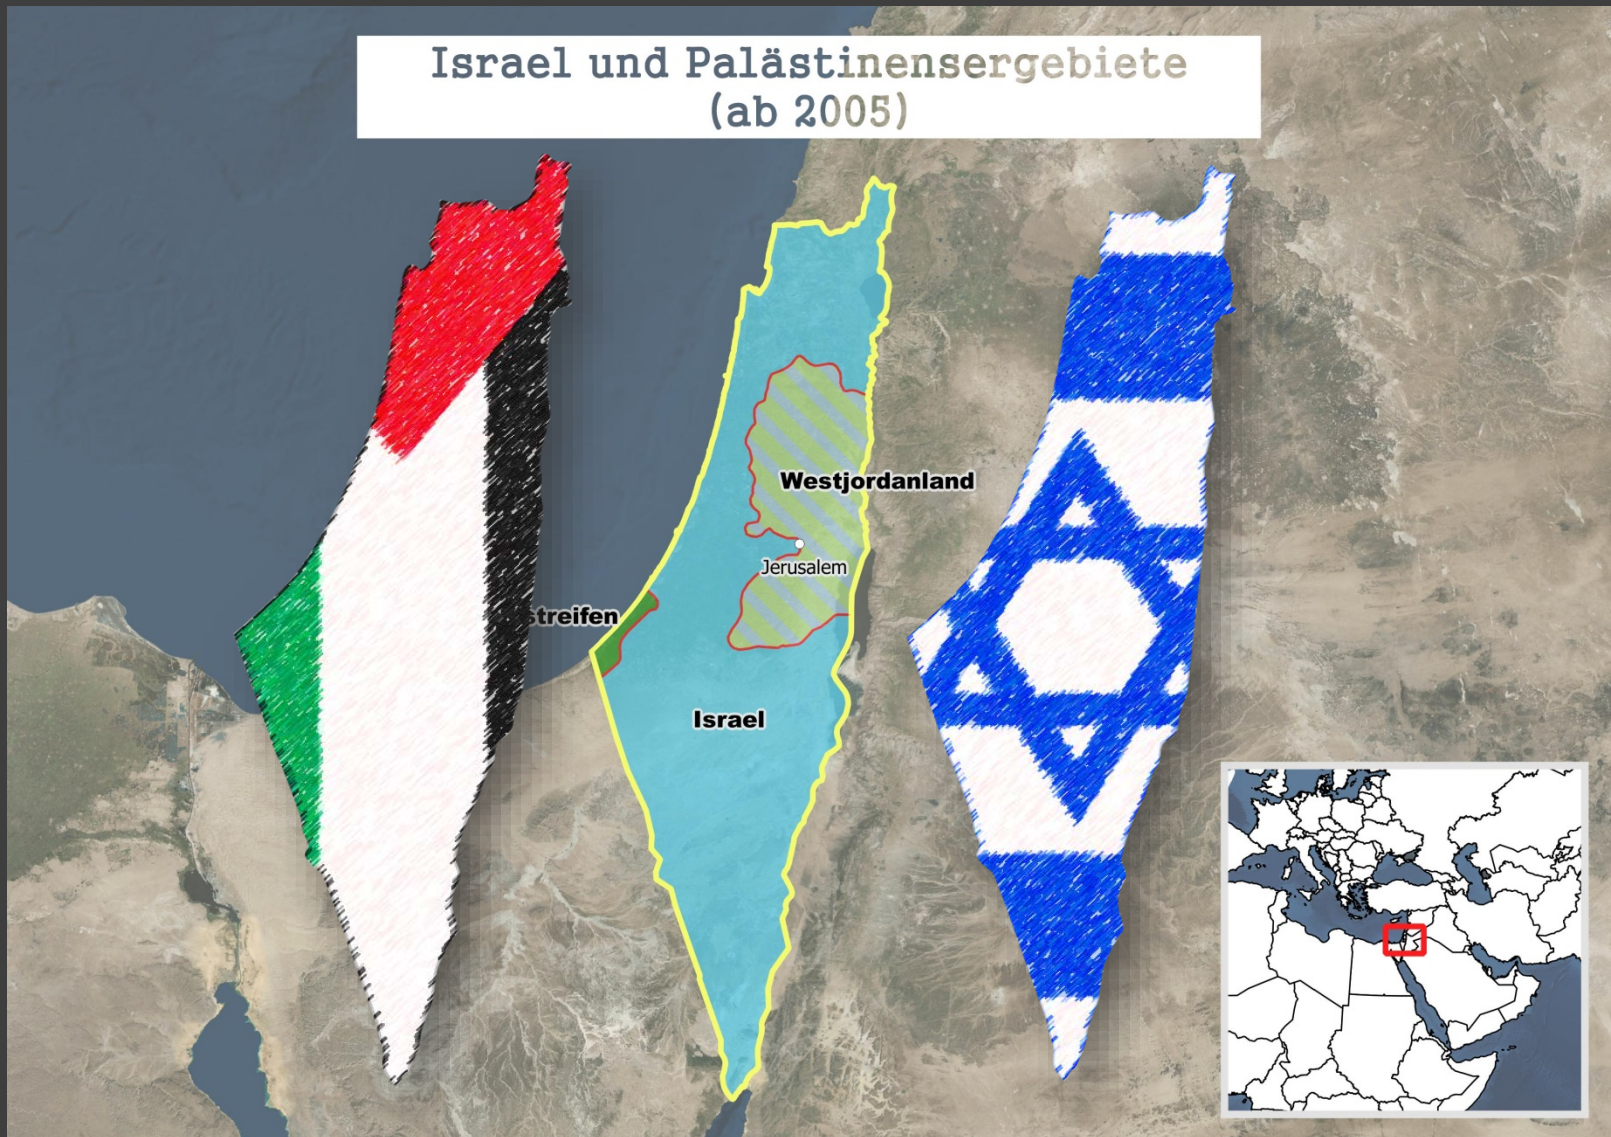 Israel und Palästinensergebiete
(ab 2005)
Westjordanland
Jerusalem
streifen
Israel